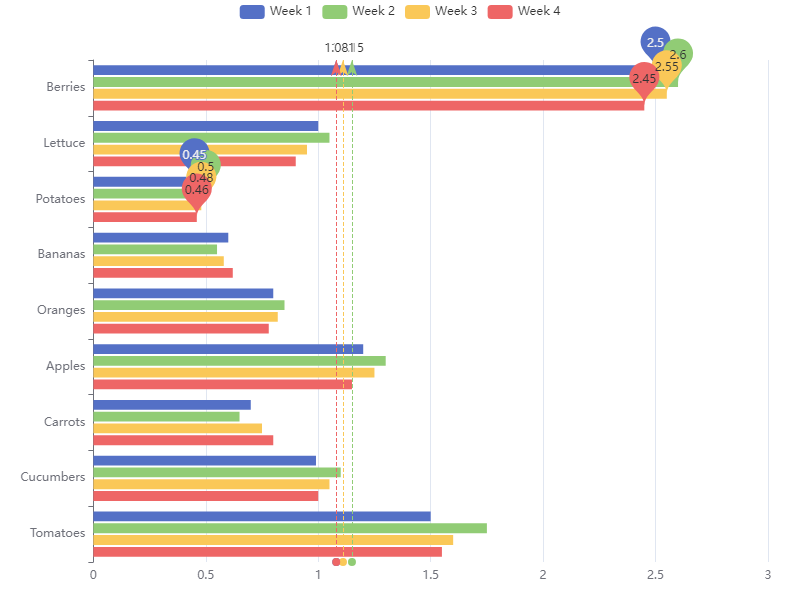 Week 1 Week 2 Week 3 Week 4
2.5
2.6
2.55
2.45
Berries
Lettuce
0.45
0.5
0.48
0.46
Potatoes
Bananas
Oranges
Apples
Carrots
Cucumbers
Tomatoes
0 0.5 1 1.5 2 2.5 3